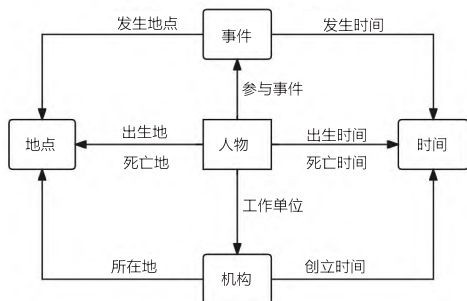 发生地点
事件
发生时间
参与事件
地点
出生地
死亡地
人物
出生时间
死亡时间
时间
工作单位
所在地
机构
创立时间